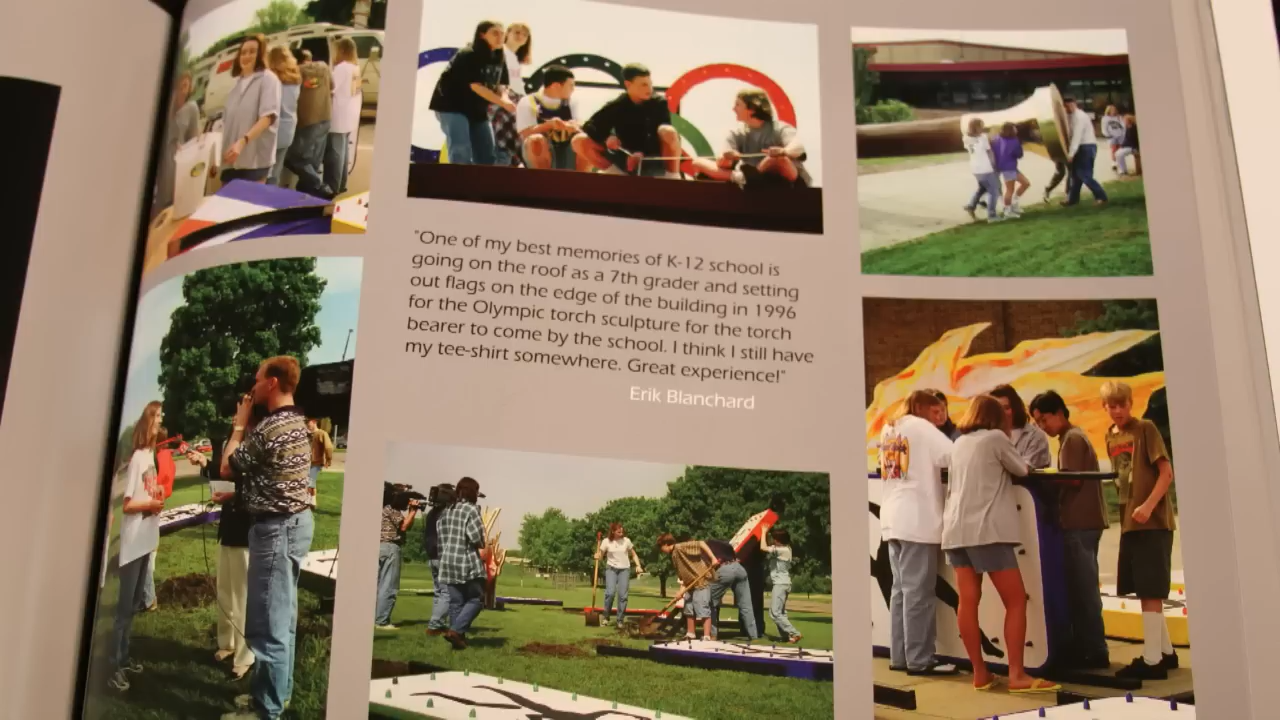 "One of my best memories of K-12 school is
going on the roof as a 7th grader and setting
out flags on the edge of the building in 1996
for the Olympic torch sculpture for the torch
bearer to come by the school. I think I still have
my tee-shirt somewhere. Great experience!"
Erik Blanchard